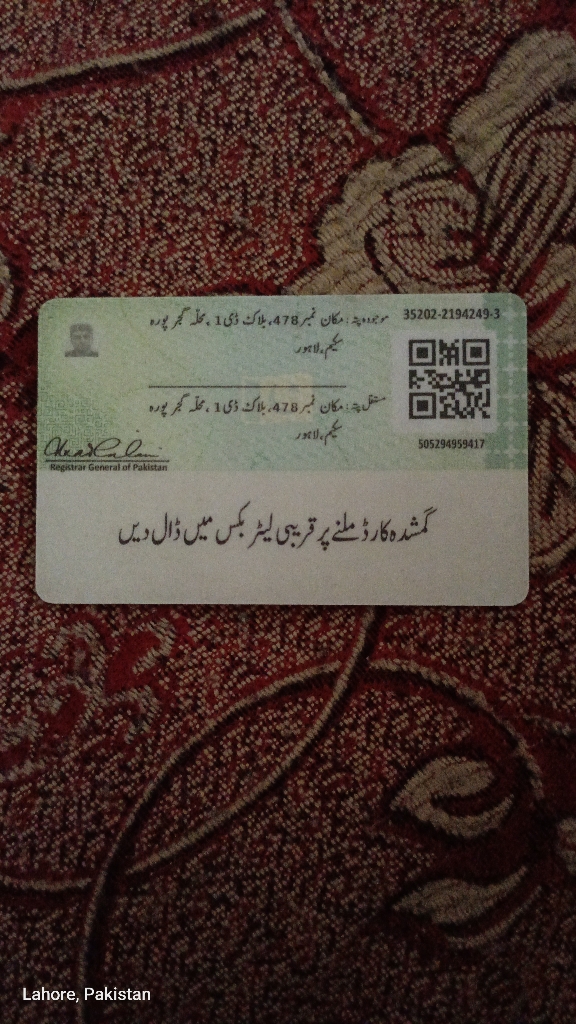 35202-2194249-3
موجودہ پتہ: مکان نمبر 478، بلاک ڈی 1، محلّہ گجر پورہ
سکیم، لاہور
مستقل پتہ: مکان نمبر 478، بلاک ڈی 1، محلّہ گجر پورہ
سکیم، لاہور
505294959417
Registrar General of Pakistan
گمشدہ کارڈ ملنے پر قریبی لیٹر بکس میں ڈال دیں
Lahore, Pakistan